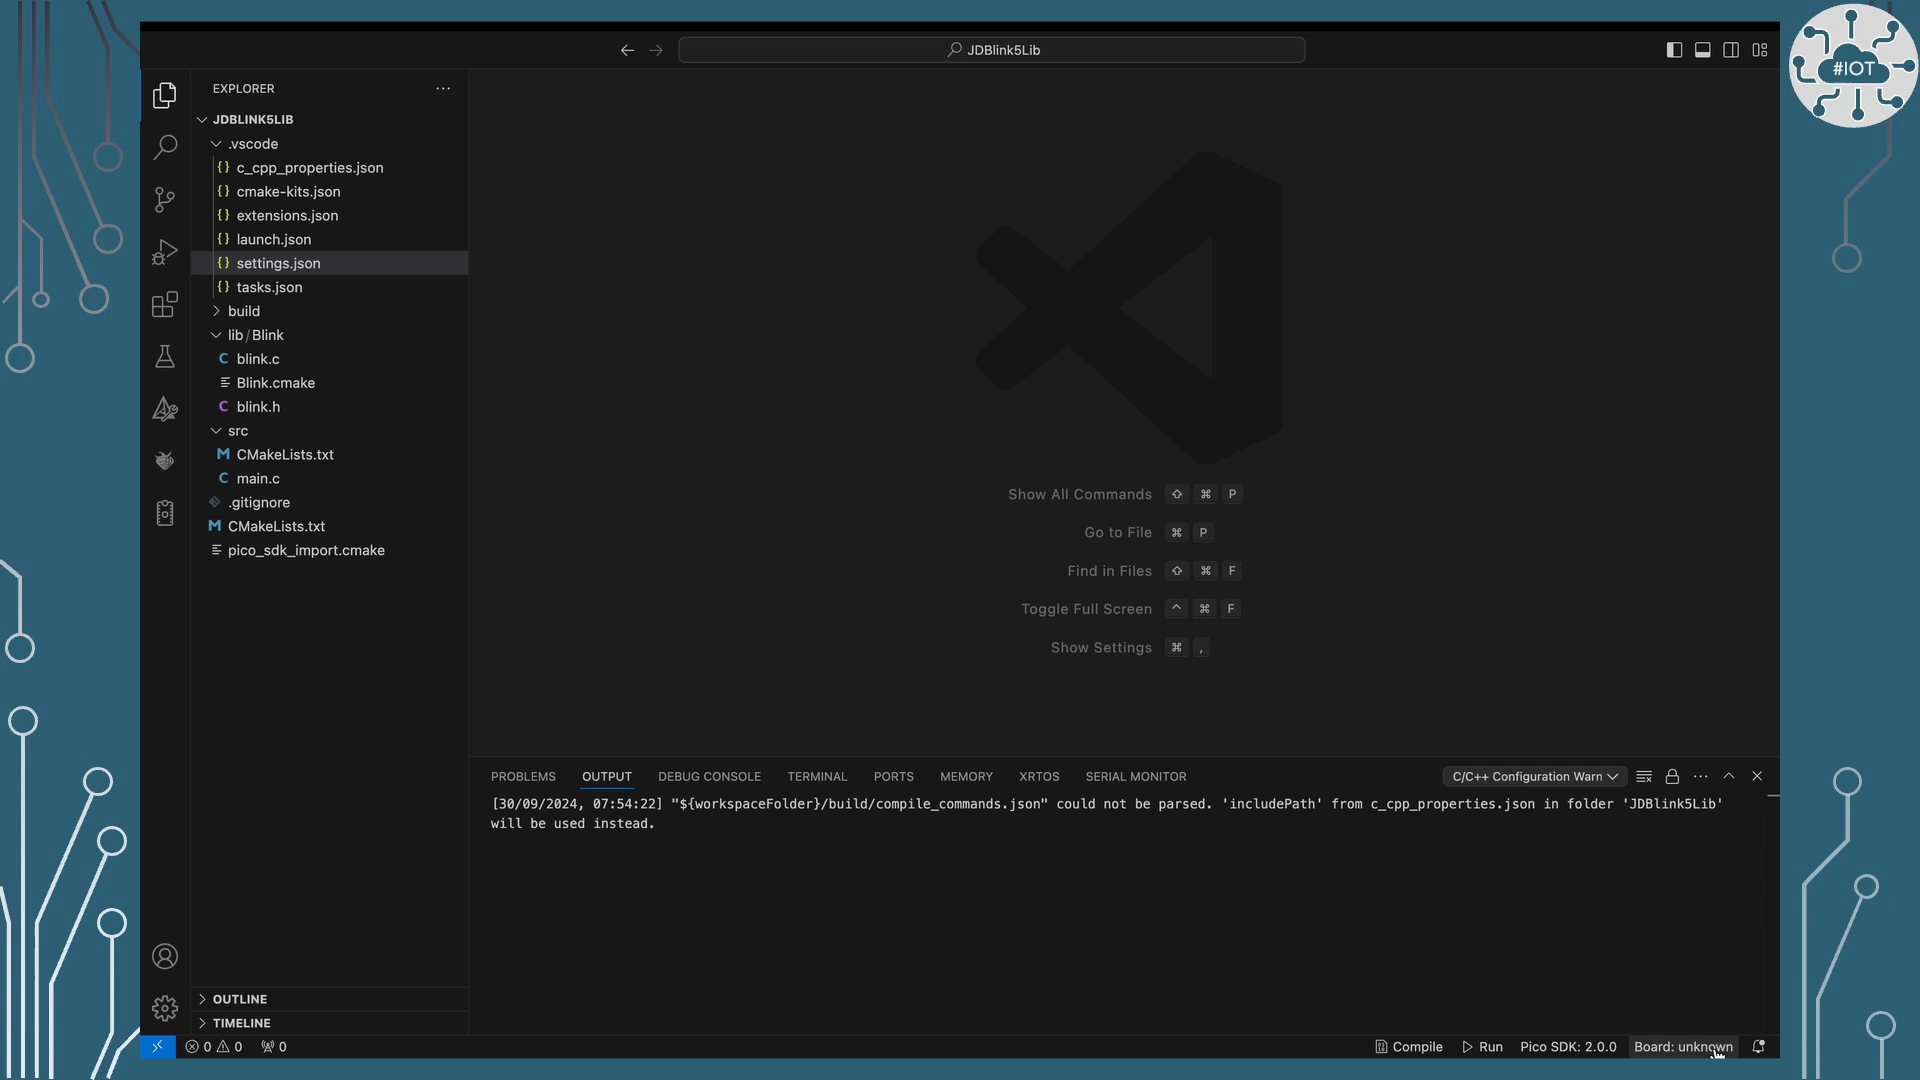 JDBlink5Lib
#IOT
EXPLORER
JDBLINK5LIB
.vscode
{} c_cpp_properties.json
{} cmake-kits.json
{} extensions.json
{} launch.json
{} settings.json
{} tasks.json
build
lib / Blink
C blink.c
Blink.cmake
C blink.h
src
M CMakeLists.txt
C main.c
.gitignore
M CMakeLists.txt
pico_sdk_import.cmake
OUTLINE
TIMELINE
Show All Commands ⇧ ⌘ P
Go to File ⌘ P
Find in Files ⇧ ⌘ F
Toggle Full Screen ^ ⌘ F
Show Settings ⌘ ,
PROBLEMS OUTPUT DEBUG CONSOLE TERMINAL PORTS MEMORY XRTOS SERIAL MONITOR C/C++ Configuration Warn
[30/09/2024, 07:54:22] "${workspaceFolder}/build/compile_commands.json" could not be parsed. 'includePath' from c_cpp_properties.json in folder 'JDBlink5Lib'
will be used instead.
0 0 0 Compile Run Pico SDK: 2.0.0 Board: unknown